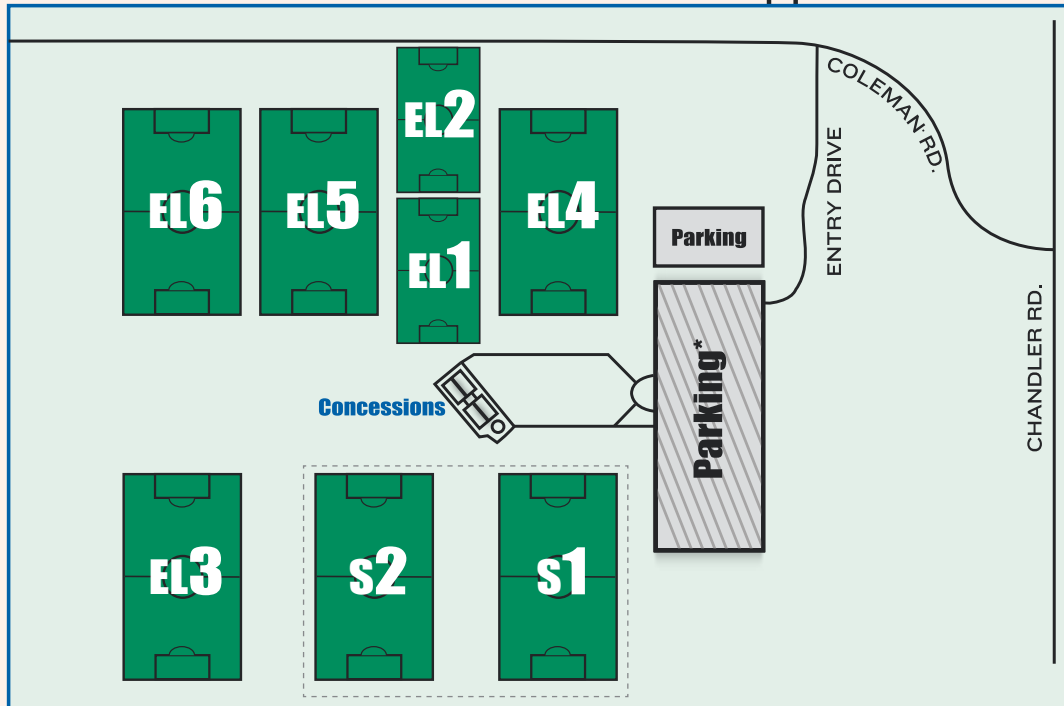 COLEMAN RD.
EL2
EL6
EL5
EL4
EL1
ENTRY DRIVE
Parking
CHANDLER RD.
Parking*
Concessions
EL3
S2
S1